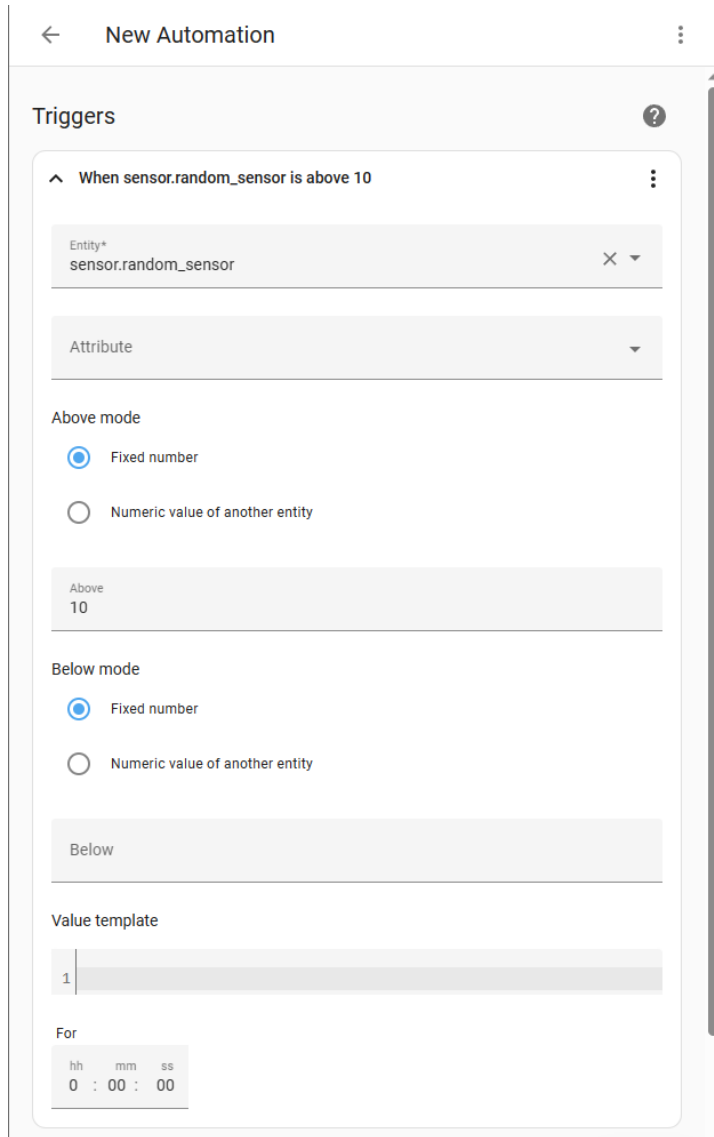 New Automation
Triggers
When sensor.random_sensor is above 10
Entity*
sensor.random_sensor
Attribute
Above mode
Fixed number
Numeric value of another entity
Above
10
Below mode
Fixed number
Numeric value of another entity
Below
Value template
1
For
hh mm ss
0 : 00 : 00